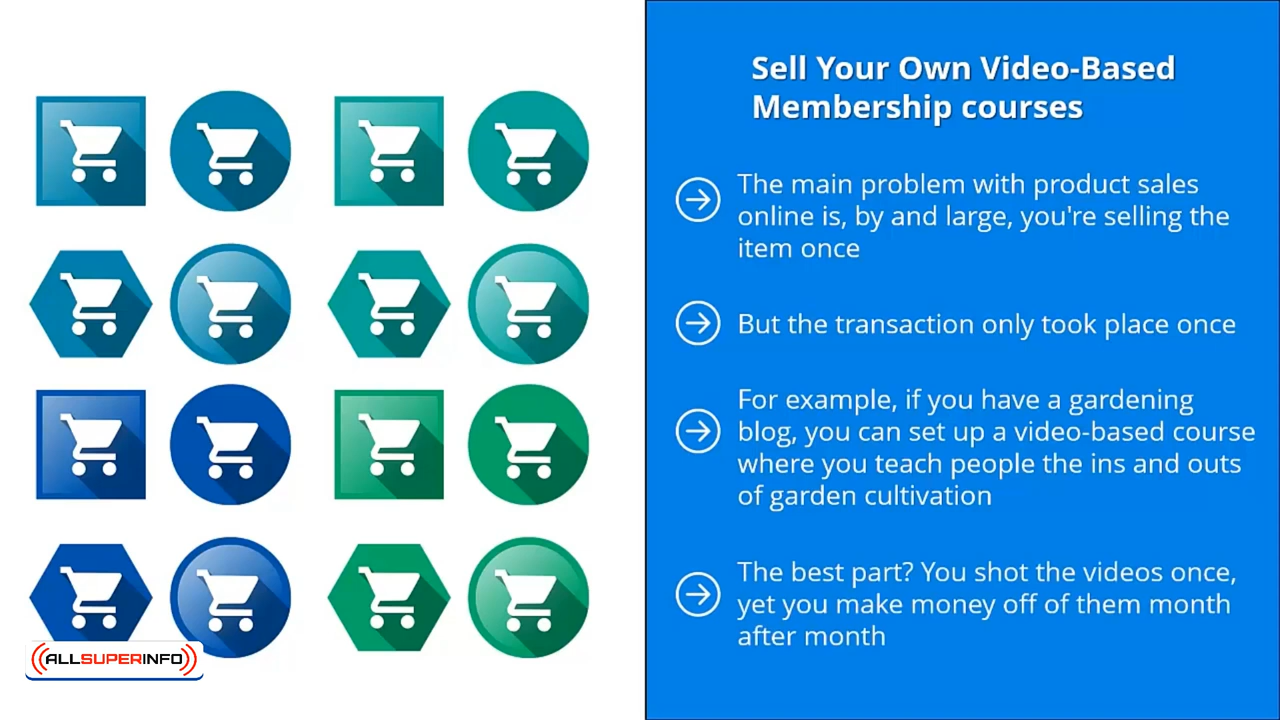 Sell Your Own Video-Based
Membership courses
The main problem with product sales
online is, by and large, you're selling the
item once
But the transaction only took place once
For example, if you have a gardening
blog, you can set up a video-based course
where you teach people the ins and outs
of garden cultivation
The best part? You shot the videos once,
yet you make money off of them month
after month
ALLSUPERINFO